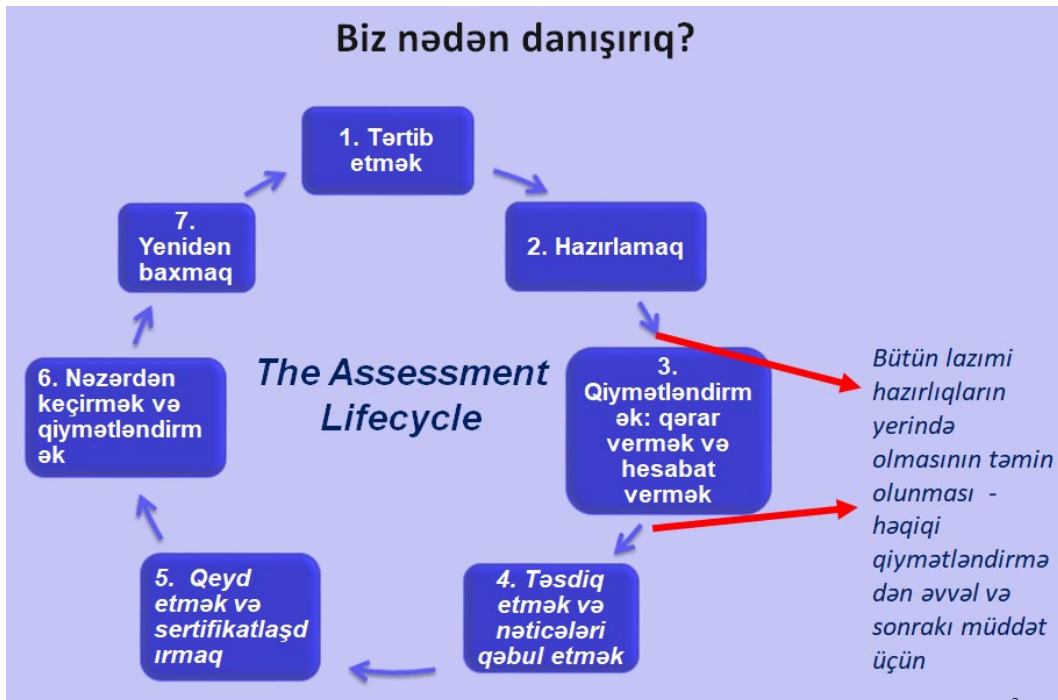 Biz nədən danışırıq?
1. Tərtib
etmək
2. Hazırlamaq
3.
Qiymətləndirm
ək: qərar
vermək və
hesabat
vermək
4. Təsdiq
etmək və
nəticələri
qəbul etmək
5. Qeyd
etmək və
sertifikatlaşd
ırmaq
6. Nəzərdən
keçirmək və
qiymətləndirm
ək
7.
Yenidən
baxmaq
The Assessment
Lifecycle
Bütün lazımi
hazırlıqların
yerində
olmasının təmin
olunması -
həqiqi
qiymətləndirmə
dən əvvəl və
sonrakı müddət
üçün